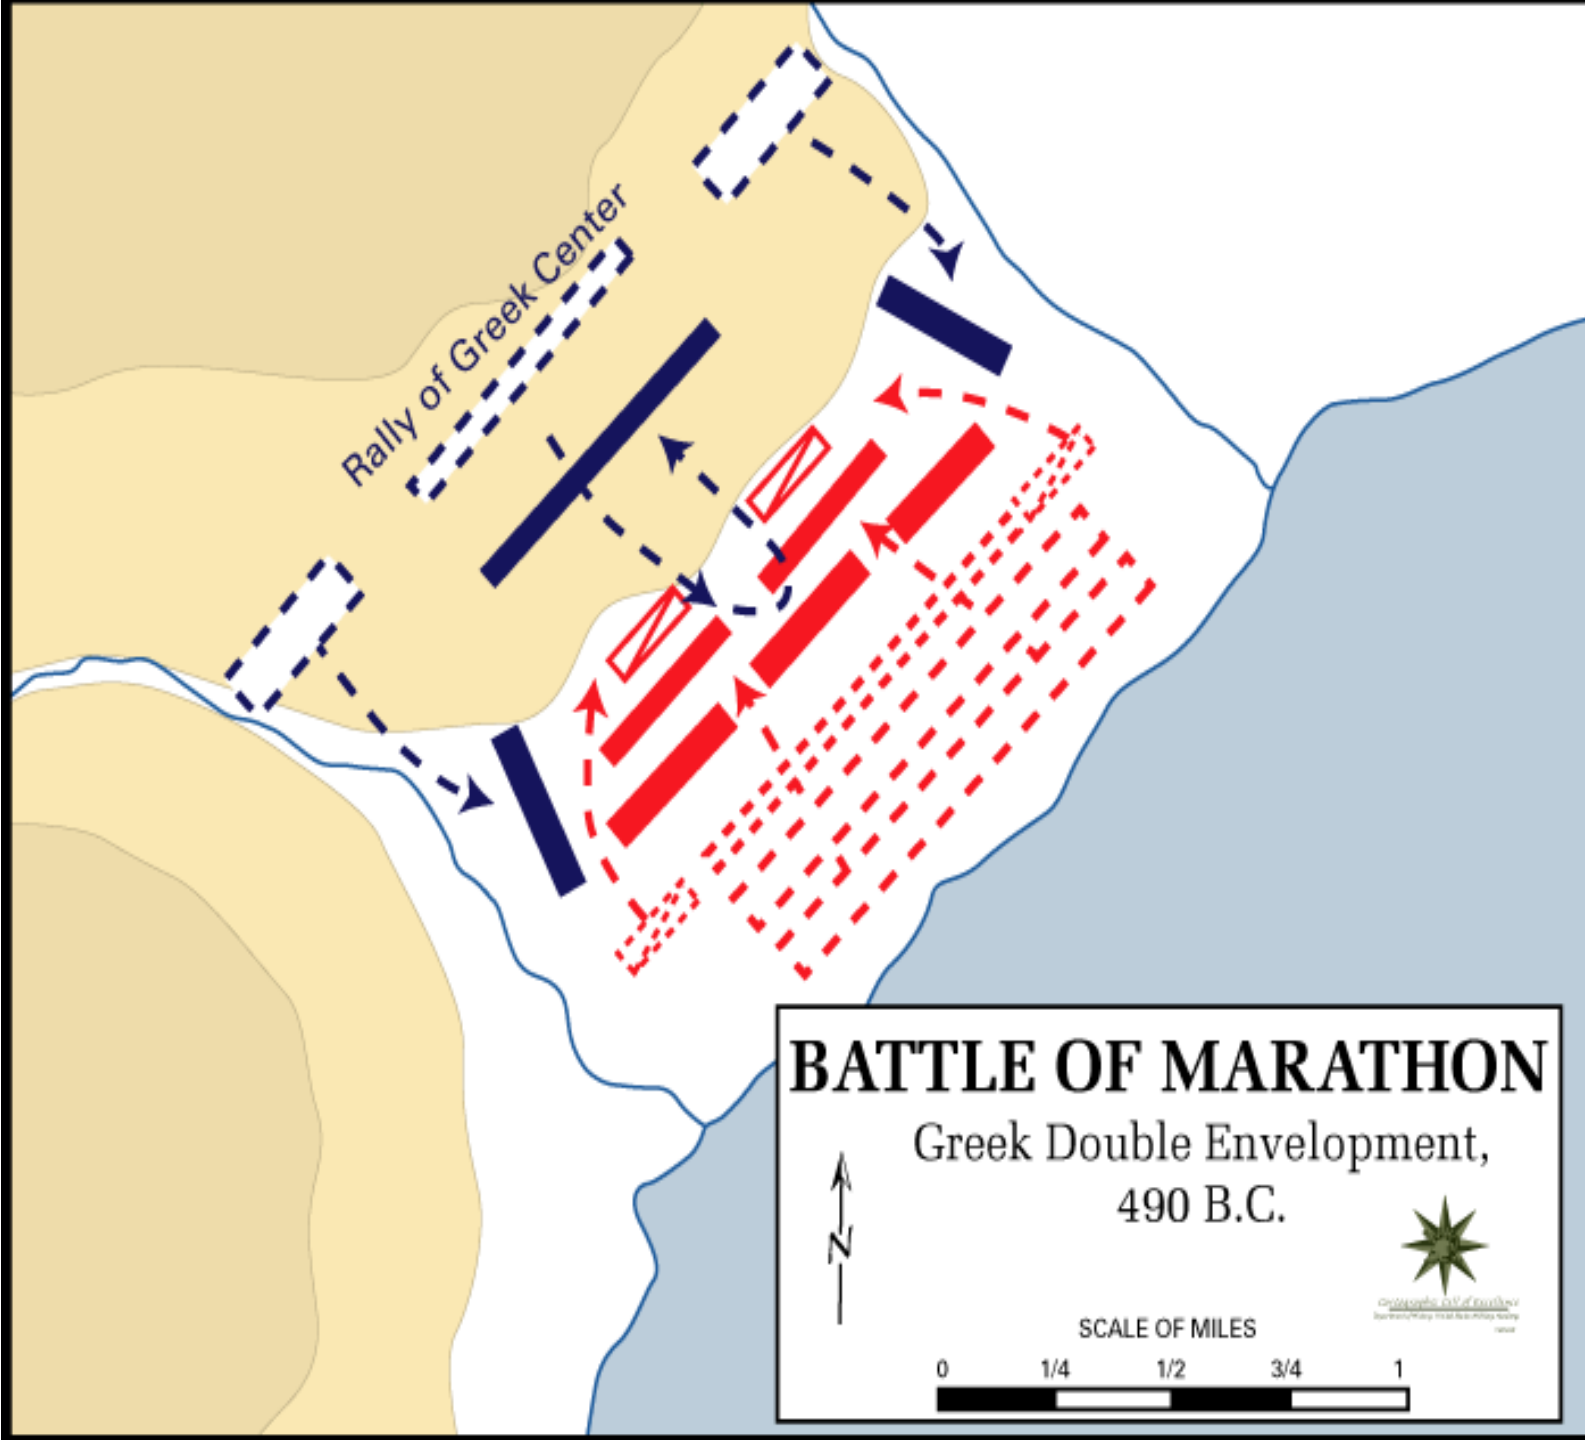 Rally of Greek Center
BATTLE OF MARATHON
Greek Double Envelopment,
490 B.C.
N
SCALE OF MILES
0 1/4 1/2 3/4 1